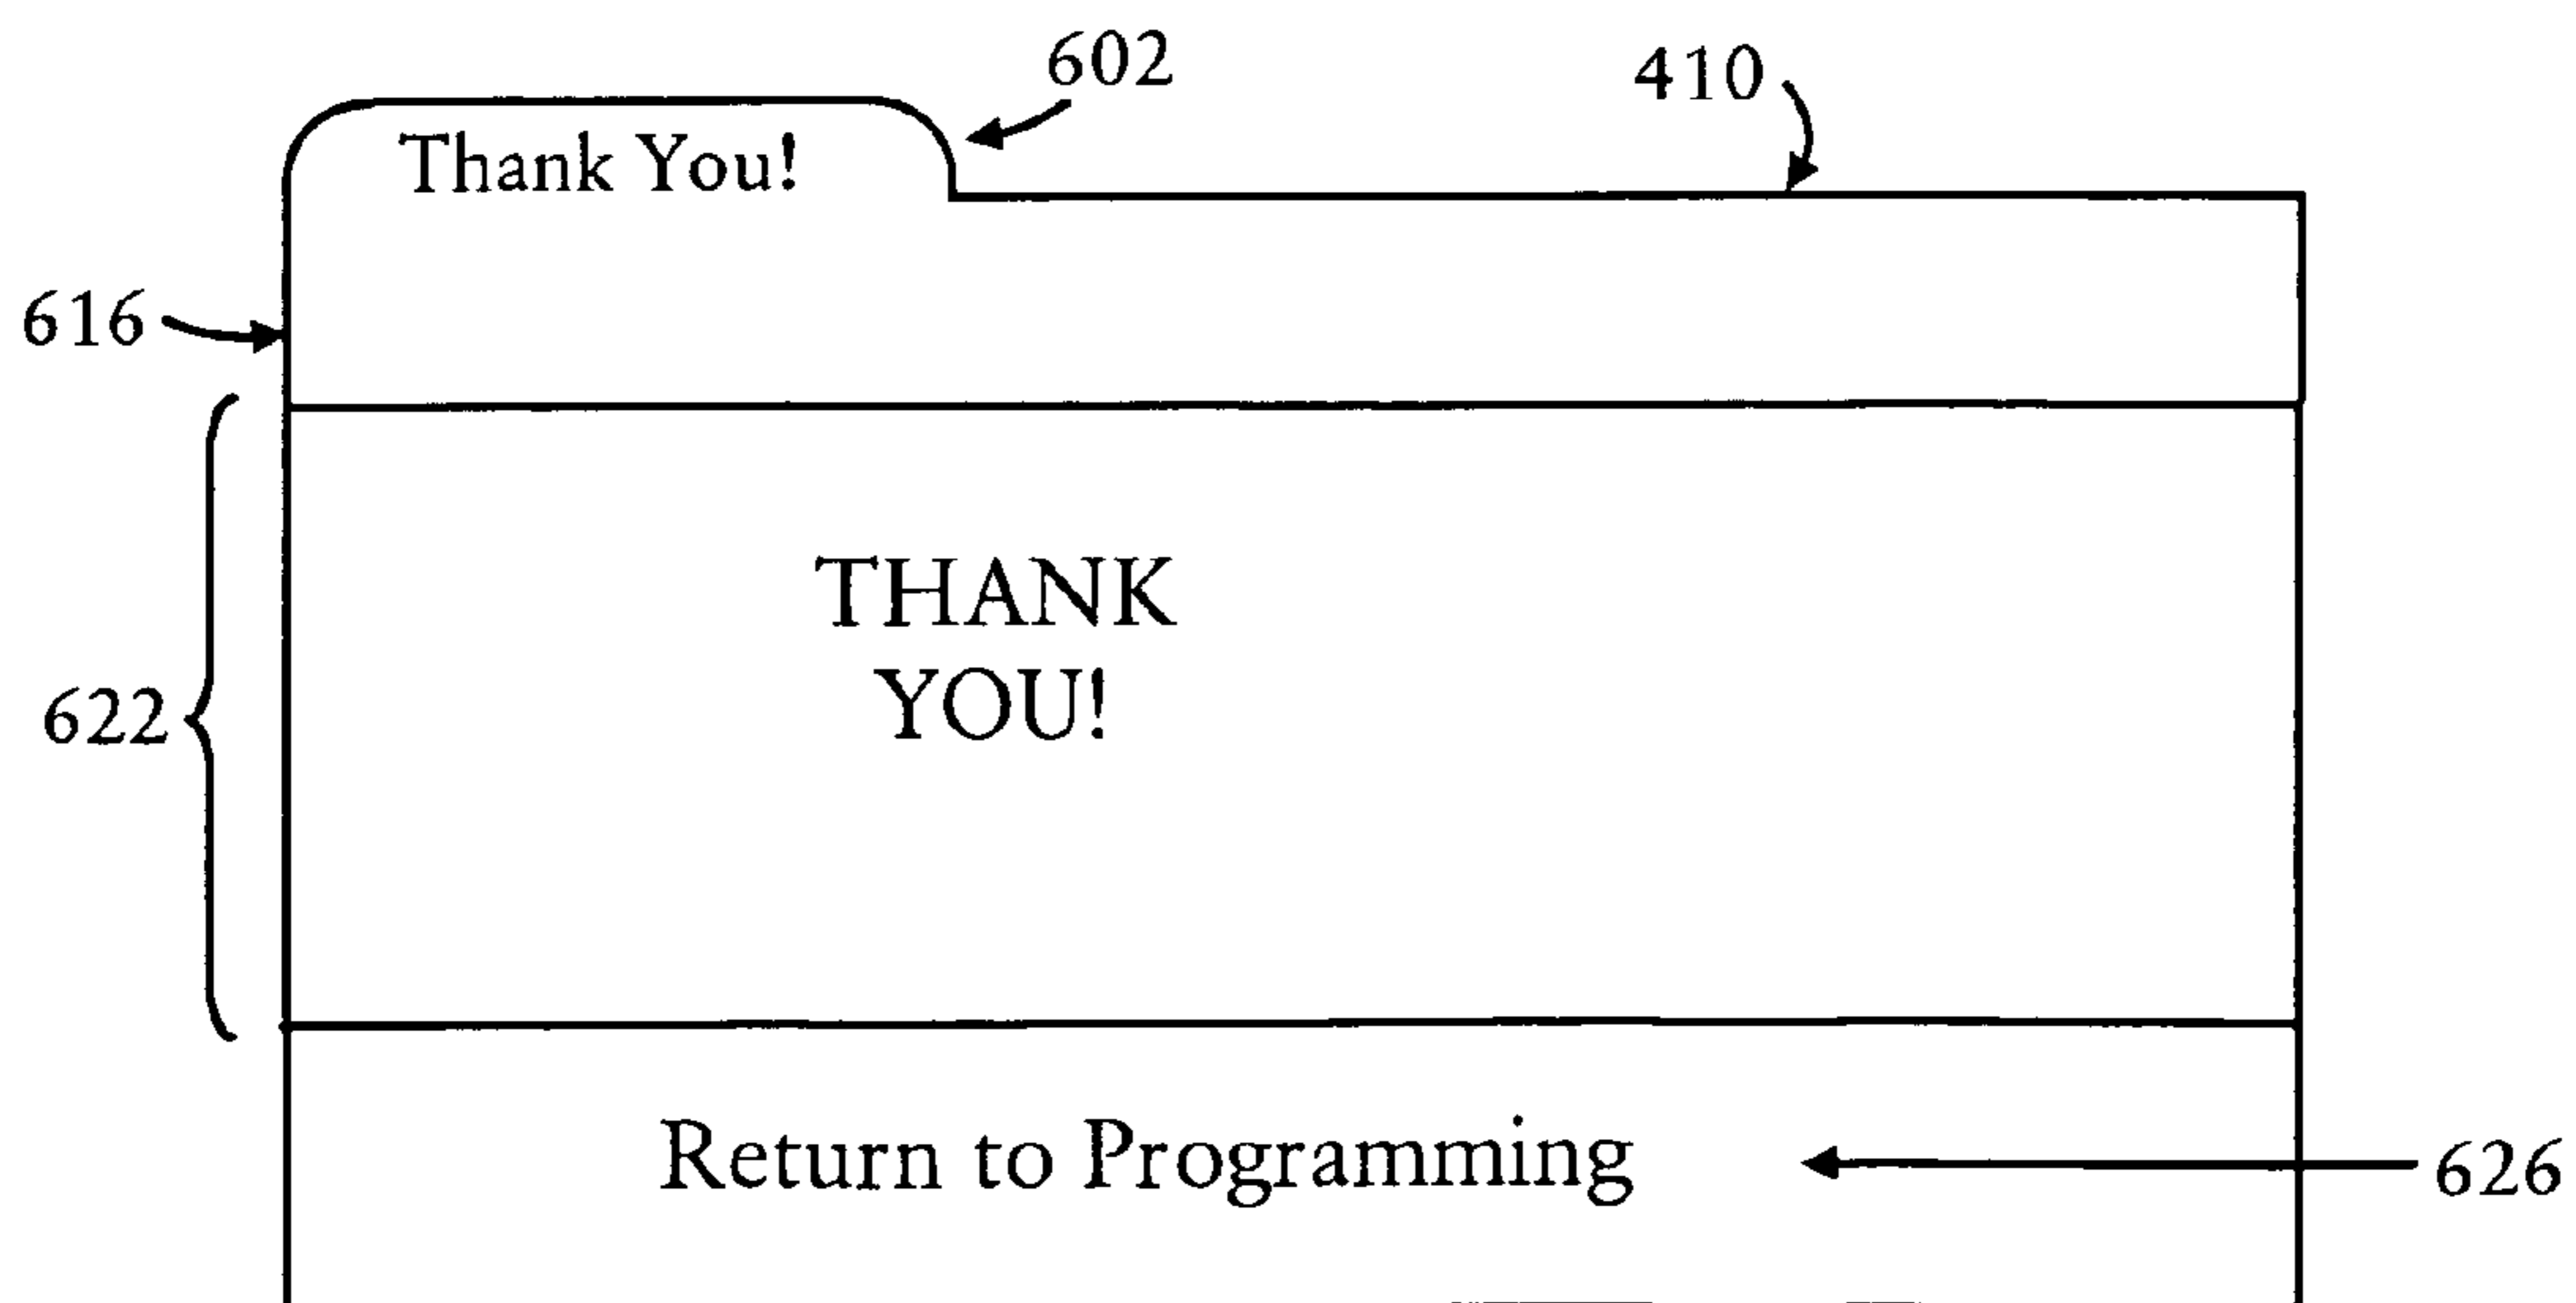 602
410
Thank You!
616
THANK
YOU!
622
Return to Programming
626